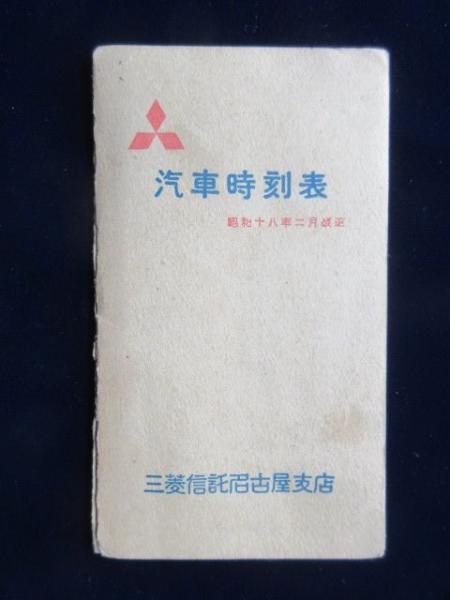 汽車時刻表
昭和十八年二月改正
三菱信託名古屋支店